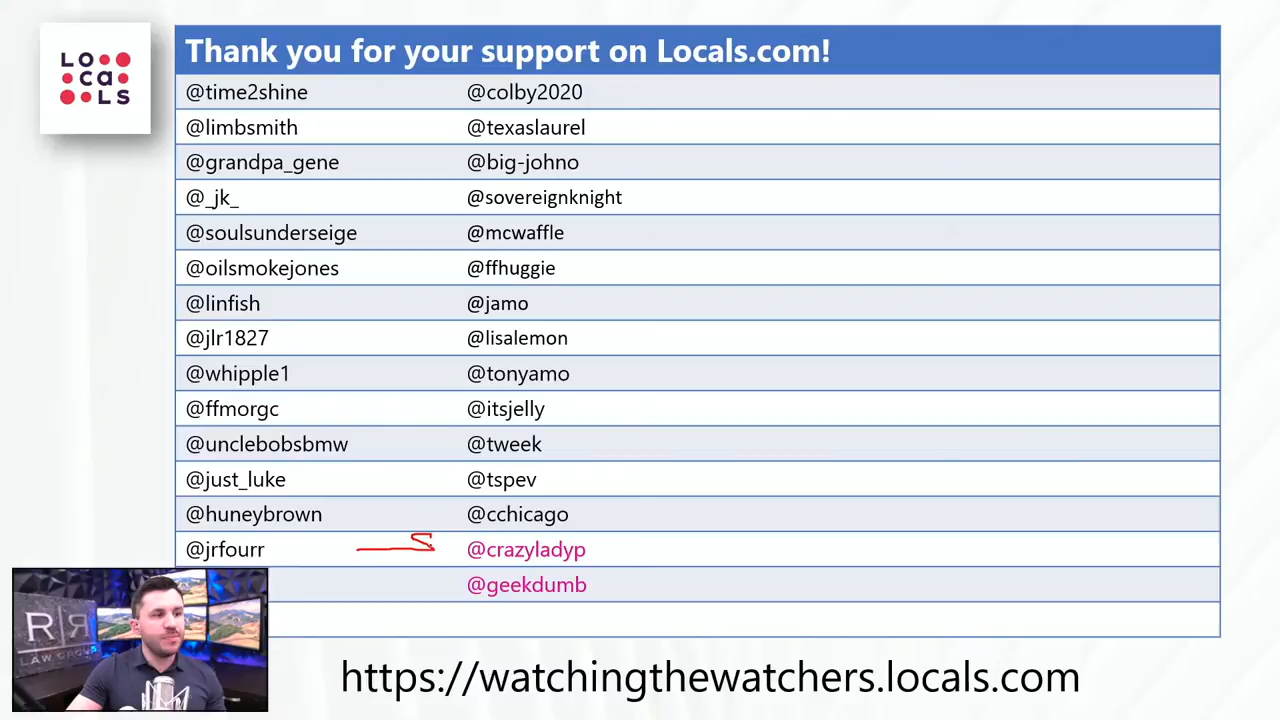 LO
Ca
LS
Thank you for your support on Locals.com!
@time2shine @colby2020
@limbsmith @texaslaurel
@grandpa_gene @big-johno
@_jk_ @sovereignknight
@soulsunderseige @mcwaffle
@oilsmokejones @ffhuggie
@linfish @jamo
@jlr1827 @lisalemon
@whipple1 @tonyamo
@ffmorgc @itsjelly
@unclebobsbmw @tweek
@just_luke @tspev
@huneybrown @cchicago
@jrfourr @crazyladyp
@geekdumb
R|R
LAW GROUP
https://watchingthewatchers.locals.com